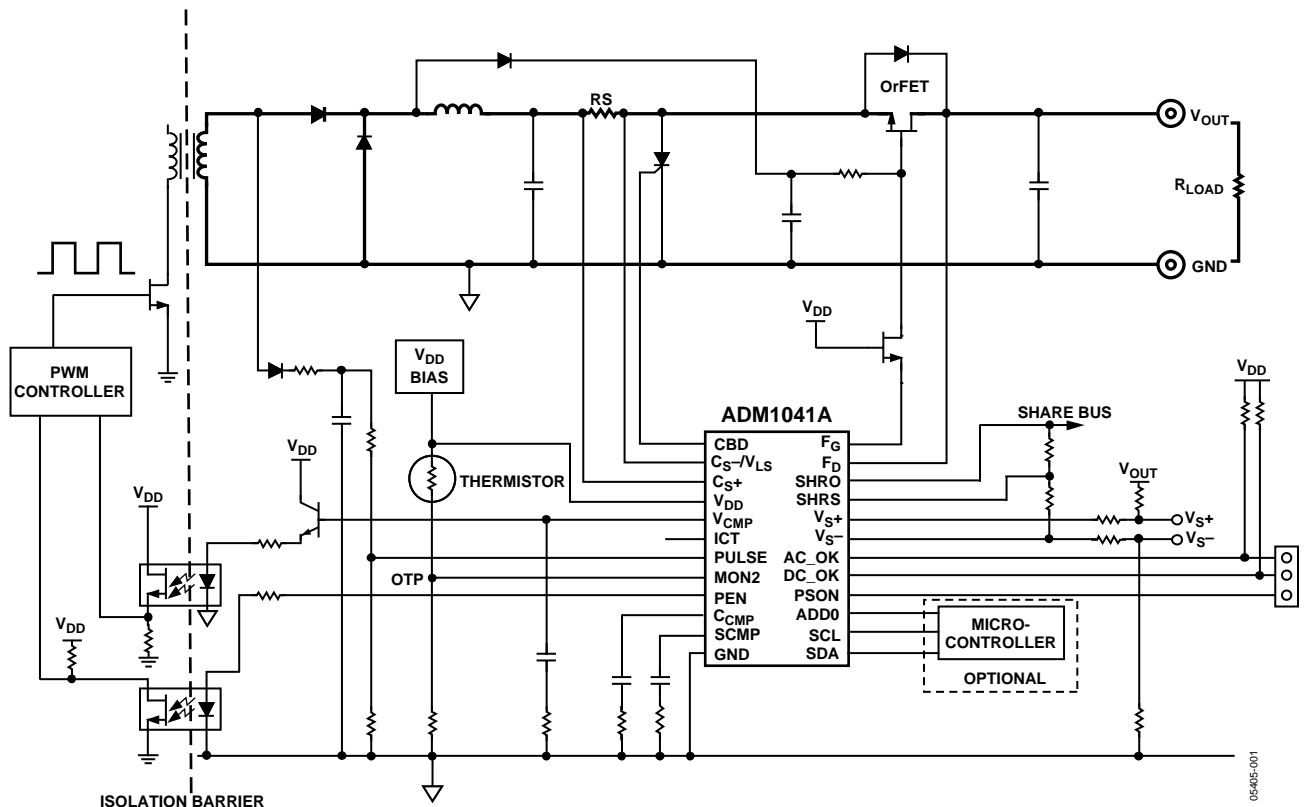 RS
OrFET
VOUT
RLOAD
GND
VDD
PWM
CONTROLLER
VDD
BIAS
VDD
ADM1041A
SHARE BUS
VDD
THERMISTOR
VOUT
VDD
CBD
CS–/VLS
CS+
VDD
VCMP
ICT
PULSE
MON2
PEN
CCMP
SCMP
GND
FG
FD
SHRO
SHRS
VS+
VS–
AC_OK
DC_OK
PSON
ADD0
SCL
SDA
VS+
VS–
OTP
VDD
MICRO-
CONTROLLER
OPTIONAL
ISOLATION BARRIER
05405-001